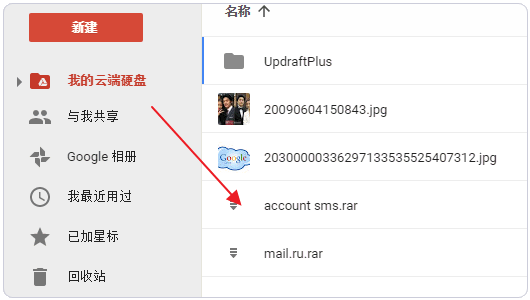 新建
我的云端硬盘
与我共享
Google 相册
我最近用过
已加星标
回收站
名称
UpdraftPlus
20090604150843.jpg
Google
20300000336297133535525407312.jpg
account sms.rar
mail.ru.rar